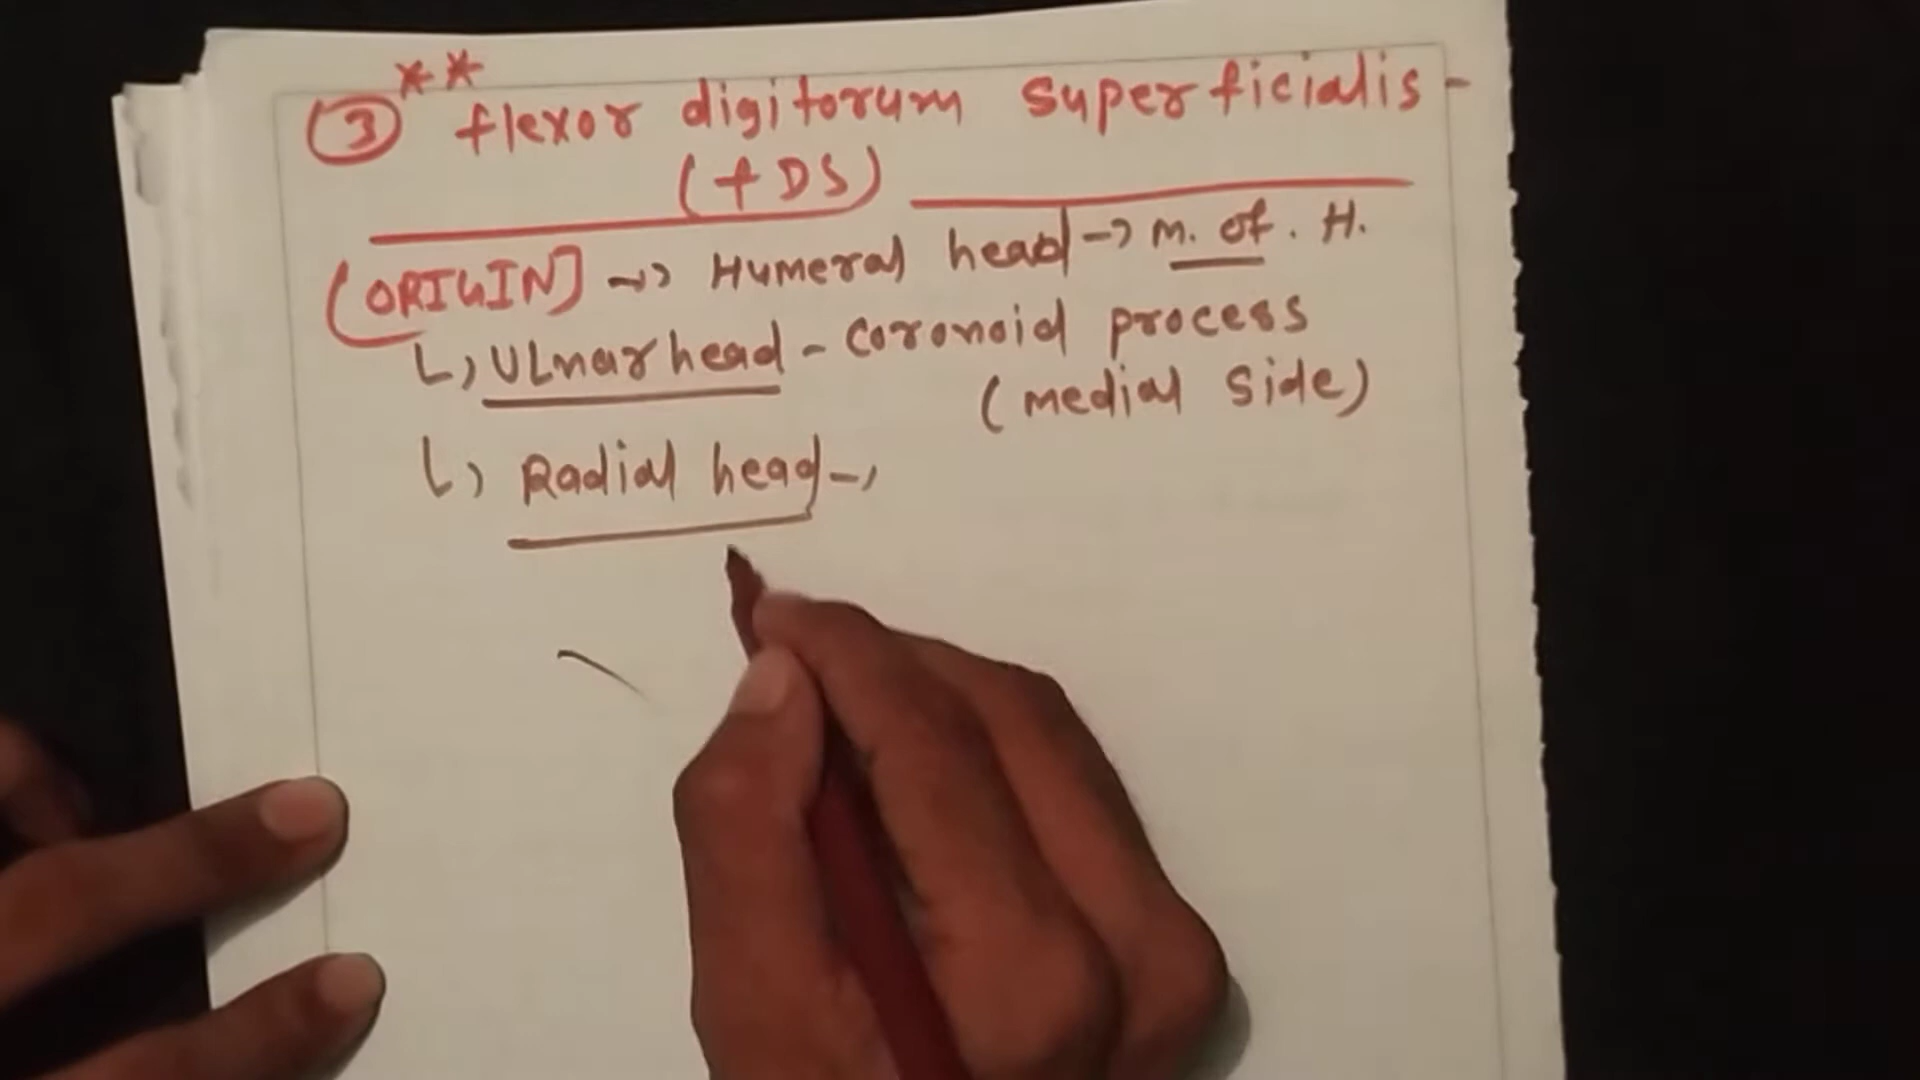 ③ ** flexor digitorum superficialis -
(fDS)
[ORIGIN] → Humeral head → M. of. H.
↳ Ulnar head - coronoid process
(medial side)
↳ Radial head →